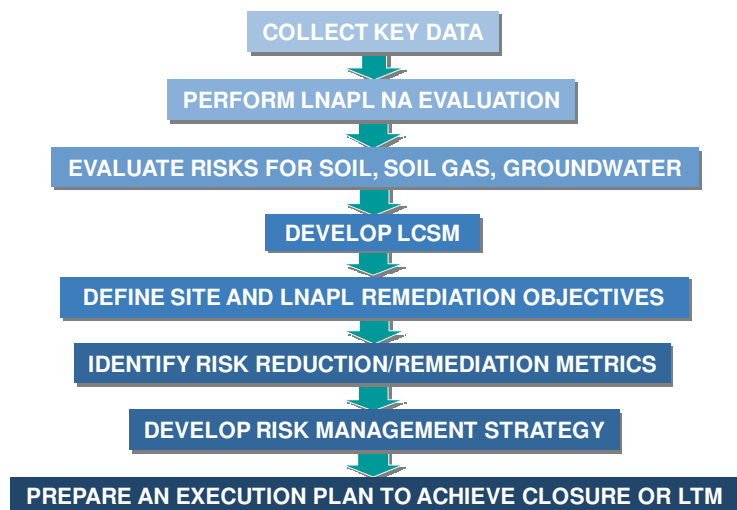 COLLECT KEY DATA
PERFORM LNAPL NA EVALUATION
EVALUATE RISKS FOR SOIL, SOIL GAS, GROUNDWATER
DEVELOP LCSM
DEFINE SITE AND LNAPL REMEDIATION OBJECTIVES
IDENTIFY RISK REDUCTION/REMEDIATION METRICS
DEVELOP RISK MANAGEMENT STRATEGY
PREPARE AN EXECUTION PLAN TO ACHIEVE CLOSURE OR LTM